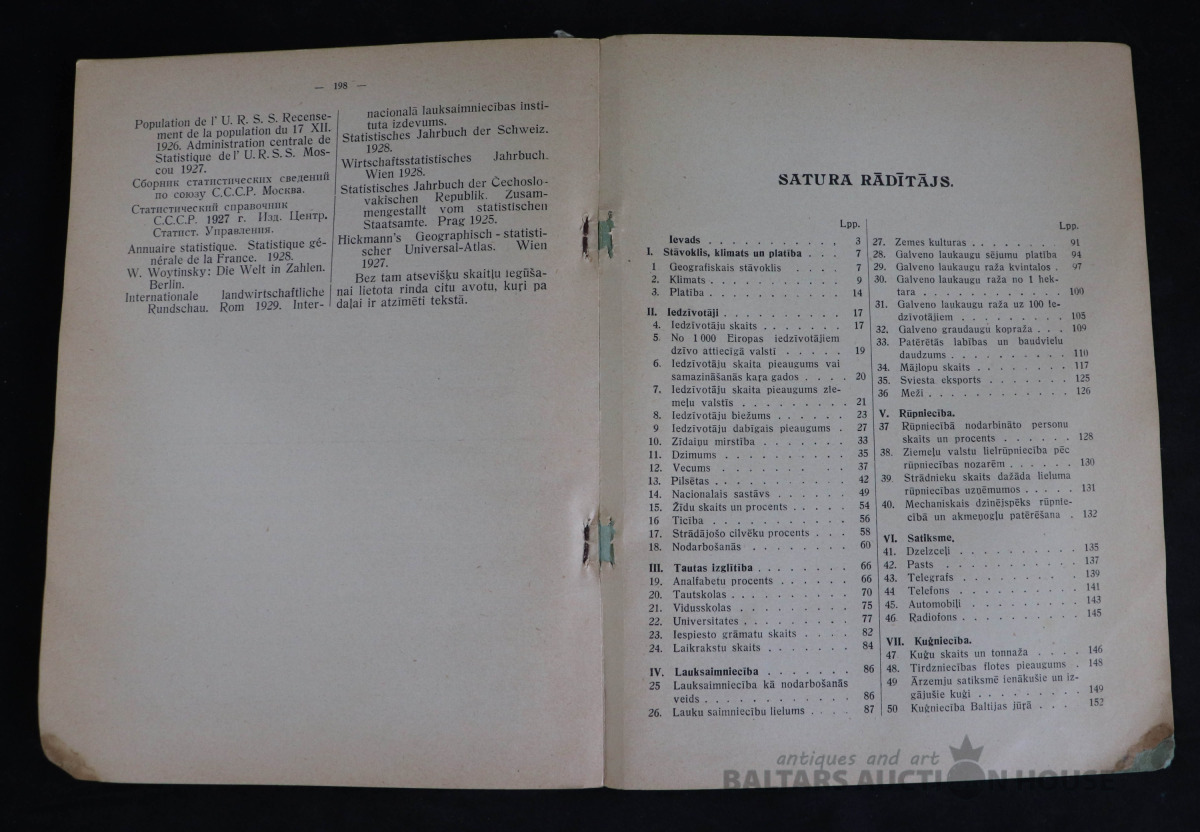 — 198 —
Population de l' U. R. S. S. Recense-
ment de la population du 17 XII.
1926. Administration centrale de
Statistique de l' U. R. S. S. Mos-
cou 1927.
Сборник статистических сведений
по союзу С.С.С.Р. Москва.
Статистический справочник
С.С.С.Р. 1927 г. Изд. Центр.
Статист. Управления.
Annuaire statistique. Statistique gé-
nérale de la France. 1928.
W. Woytinsky: Die Welt in Zahlen.
Berlin.
Internationale landwirtschaftliche
Rundschau. Rom 1929. Inter-
nacionalā lauksaimniecības insti-
tuta izdevums.
Statistisches Jahrbuch der Schweiz.
1928.
Wirtschaftsstatistisches Jahrbuch.
Wien 1928.
Statistisches Jahrbuch der Čechoslo-
vakischen Republik. Zusam-
mengestallt vom statistischen
Staatsamte. Prag 1925.
Hickmann's Geographisch-statisti-
scher Universal-Atlas. Wien
1927.
Bez tam atsevišķu skaitļu iegūša-
nai lietota rinda citu avotu, kuŗi pa
daļai ir atzīmēti tekstā.
SATURA RĀDĪTĀJS.
Lpp.
Ievads . . . . . . . . . . . 3
I. Stāvoklis, klimats un platība . . . 7
1 Geografiskais stāvoklis . . . . 7
2. Klimats . . . . . . . . . . 9
3. Platība . . . . . . . . . . 14
II. Iedzīvotāji . . . . . . . . . . 17
4. Iedzīvotāju skaits . . . . . . 17
5. No 1000 Eiropas iedzīvotājiem
dzīvo attiecīgā valstī . . . . . 19
6. Iedzīvotāju skaita pieaugums vai
samazināšanās kaŗa gados . . . . 20
7. Iedzīvotāju skaita pieaugums zie-
meļu valstīs . . . . . . . . 21
8. Iedzīvotāju biežums . . . . . . 23
9 Iedzīvotāju dabīgais pieaugums . 27
10. Zīdaiņu mirstība . . . . . . . 33
11. Dzimums . . . . . . . . . 35
12. Vecums . . . . . . . . . . 37
13. Pilsētas . . . . . . . . . . 42
14. Nacionalais sastāvs . . . . . . 49
15. Žīdu skaits un procents . . . . . 54
16 Ticība . . . . . . . . . . 56
17. Strādājošo cilvēku procents . . . 58
18. Nodarbošanās . . . . . . . 60
III. Tautas izglītība . . . . . . . . 66
19. Analfabetu procents . . . . . . 66
20. Tautskolas . . . . . . . . . 70
21. Vidusskolas . . . . . . . . 75
22. Universitates . . . . . . . . 77
23. Iespiesto grāmatu skaits . . . . 82
24. Laikrakstu skaits . . . . . . 84
IV. Lauksaimniecība . . . . . . . 86
25 Lauksaimniecība kā nodarbošanās
veids . . . . . . . . . . . 86
26. Lauku saimniecību lielums . . . . 87
Lpp.
27. Zemes kulturas . . . . . . . 91
28. Galveno laukaugu sējumu platība 94
29. Galveno laukaugu raža kvintalos . 97
30. Galveno laukaugu raža no 1 hek-
tara . . . . . . . . . . . 100
31. Galveno laukaugu raža uz 100 ie-
dzīvotājiem . . . . . . . . 105
32. Galveno graudaugu kopraža . . . 109
33. Patērētās labības un baudvielu
daudzums . . . . . . . . . 110
34. Mājlopu skaits . . . . . . . 117
35. Sviesta eksports . . . . . . 125
36 Meži . . . . . . . . . . . 126
V. Rūpniecība.
37 Rūpniecībā nodarbināto personu
skaits un procents . . . . . . 128
38. Ziemeļu valstu lielrūpniecība pēc
rūpniecības nozarēm . . . . . . 130
39. Strādnieku skaits dažāda lieluma
rūpniecības uzņēmumos . . . . . 131
40. Mechaniskais dzinējspēks rūpnie-
cībā un akmeņogļu patērēšana . 132
VI. Satiksme.
41. Dzelzceļi . . . . . . . . . 135
42. Pasts . . . . . . . . . . 137
43. Telegrafs . . . . . . . . . 139
44 Telefons . . . . . . . . . 141
45. Automobiļi . . . . . . . . 143
46. Radiofons . . . . . . . . . 145
VII. Kuģniecība.
47 Kuģu skaits un tonnaža . . . . 146
48. Tirdzniecības flotes pieaugums . 148
49 Ārzemju satiksmē ienākušie un iz-
gājušie kuģi . . . . . . . . 149
50 Kuģniecība Baltijas jūrā . . . 152
antiques and art
BALTARS AUCTION HOUSE